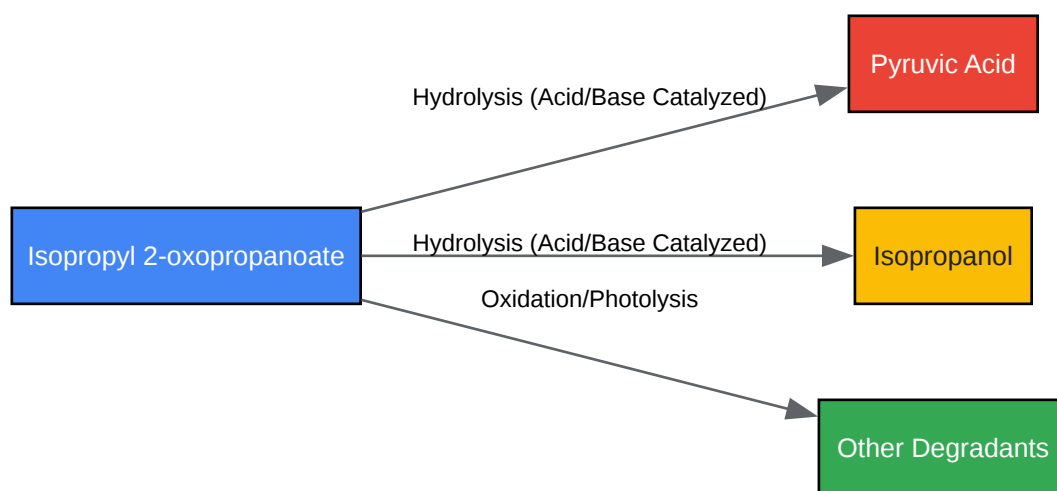 Pyruvic Acid
Hydrolysis (Acid/Base Catalyzed)
Isopropyl 2-oxopropanoate
Hydrolysis (Acid/Base Catalyzed)
Isopropanol
Oxidation/Photolysis
Other Degradants